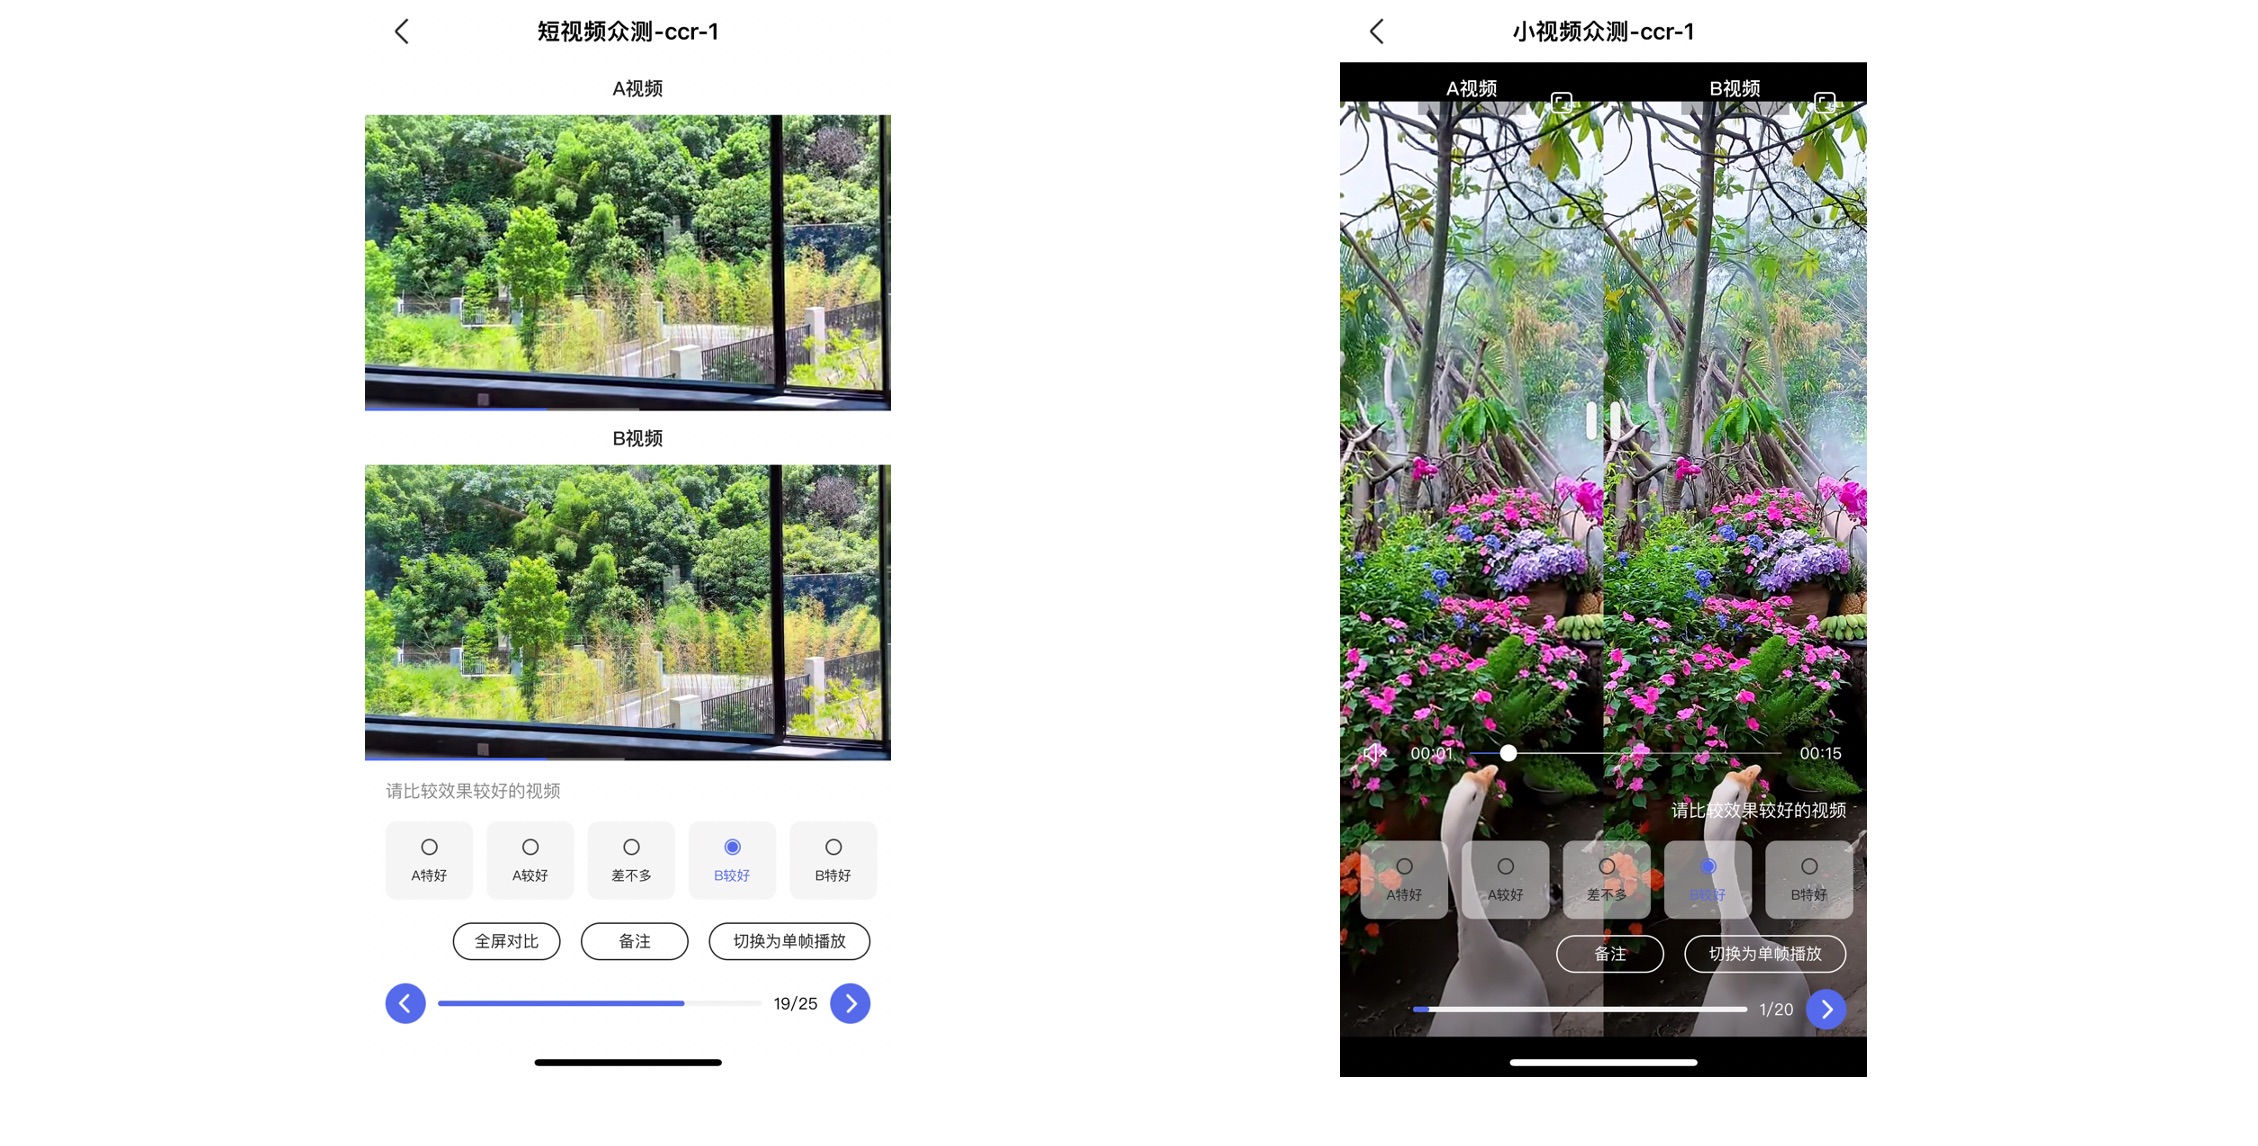 短视频众测-ccr-1
A视频
B视频
请比较效果较好的视频
A特好
A较好
差不多
B较好
B特好
全屏对比
备注
切换为单帧播放
19/25
小视频众测-ccr-1
A视频
B视频
00:01
00:15
请比较效果较好的视频
A特好
A较好
差不多
B较好
B特好
备注
切换为单帧播放
1/20